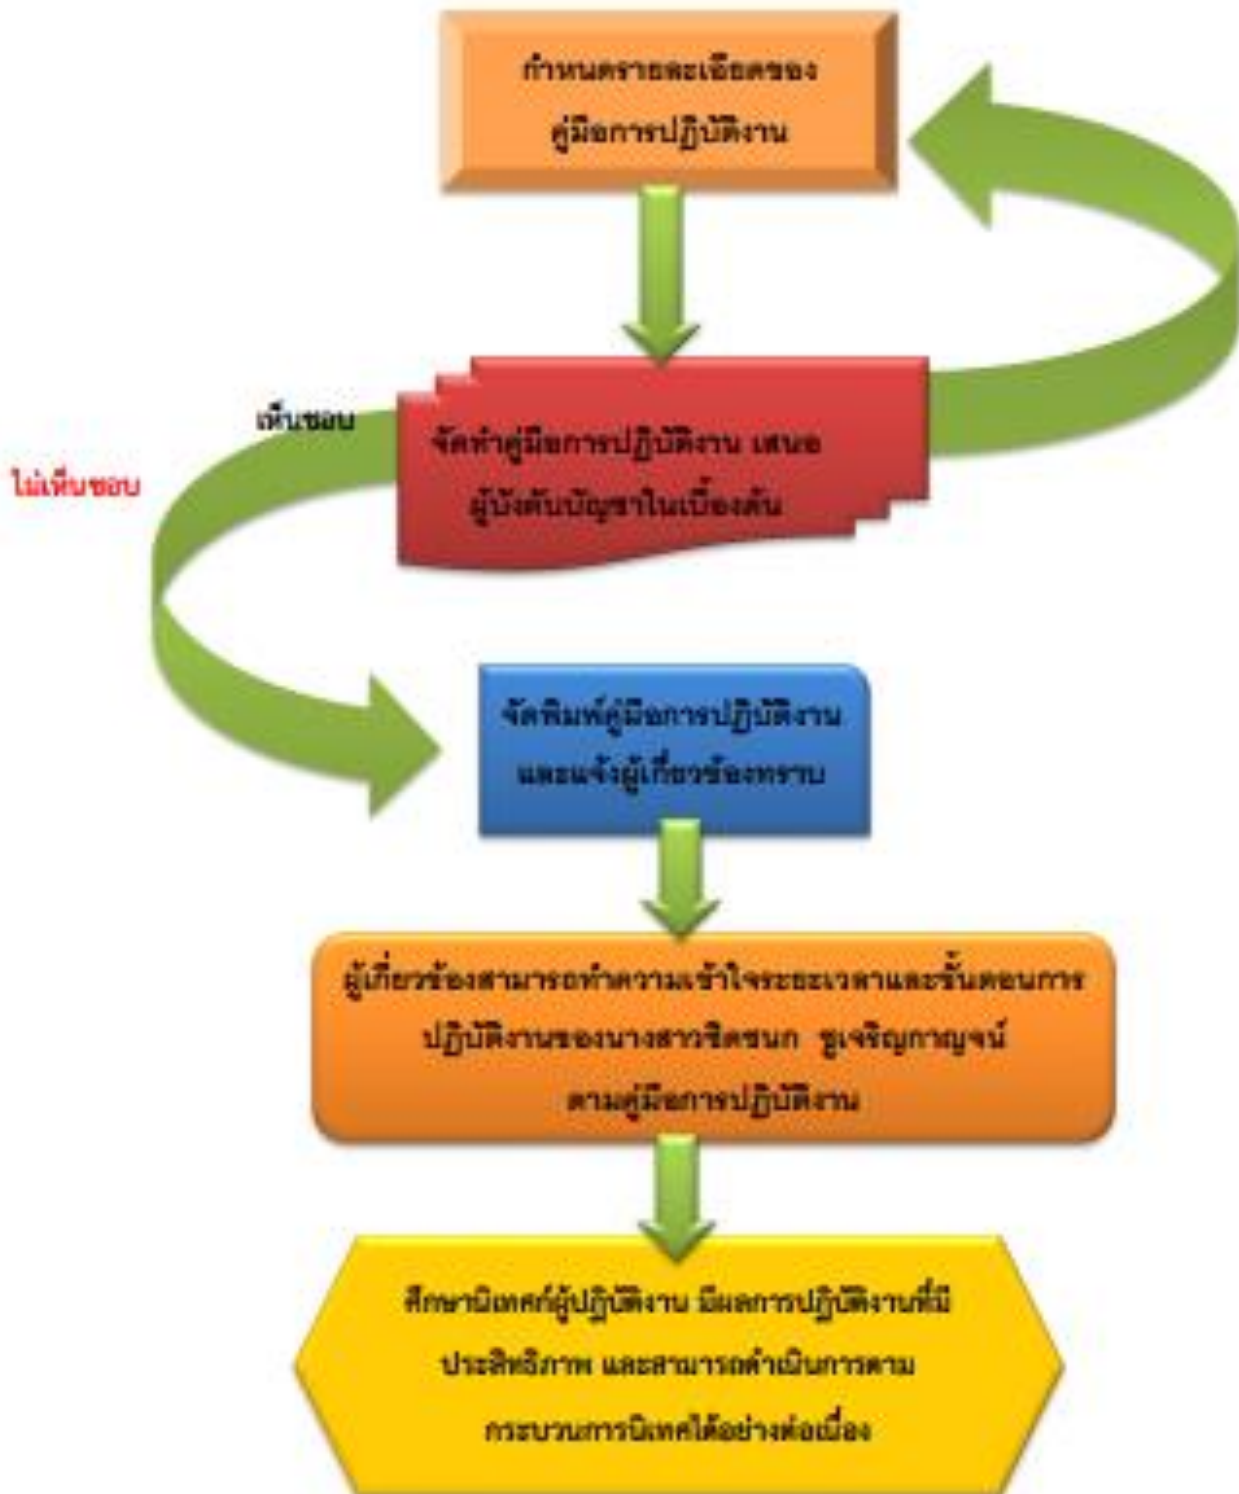 กำหนดรายละเอียดของ
คู่มือการปฏิบัติงาน
เห็นชอบ
ไม่เห็นชอบ
จัดทำคู่มือการปฏิบัติงาน เสนอ
ผู้บังคับบัญชาในเบื้องต้น
จัดพิมพ์คู่มือการปฏิบัติงาน
และแจ้งผู้เกี่ยวข้องทราบ
ผู้เกี่ยวข้องสามารถทำความเข้าใจระยะเวลาและขั้นตอนการ
ปฏิบัติงานของนางสาวชิดชนก ชูเจริญกาญจน์
ตามคู่มือการปฏิบัติงาน
ศึกษานิเทศก์ผู้ปฏิบัติงาน มีผลการปฏิบัติงานที่มี
ประสิทธิภาพ และสามารถดำเนินการตาม
กระบวนการนิเทศได้อย่างต่อเนื่อง